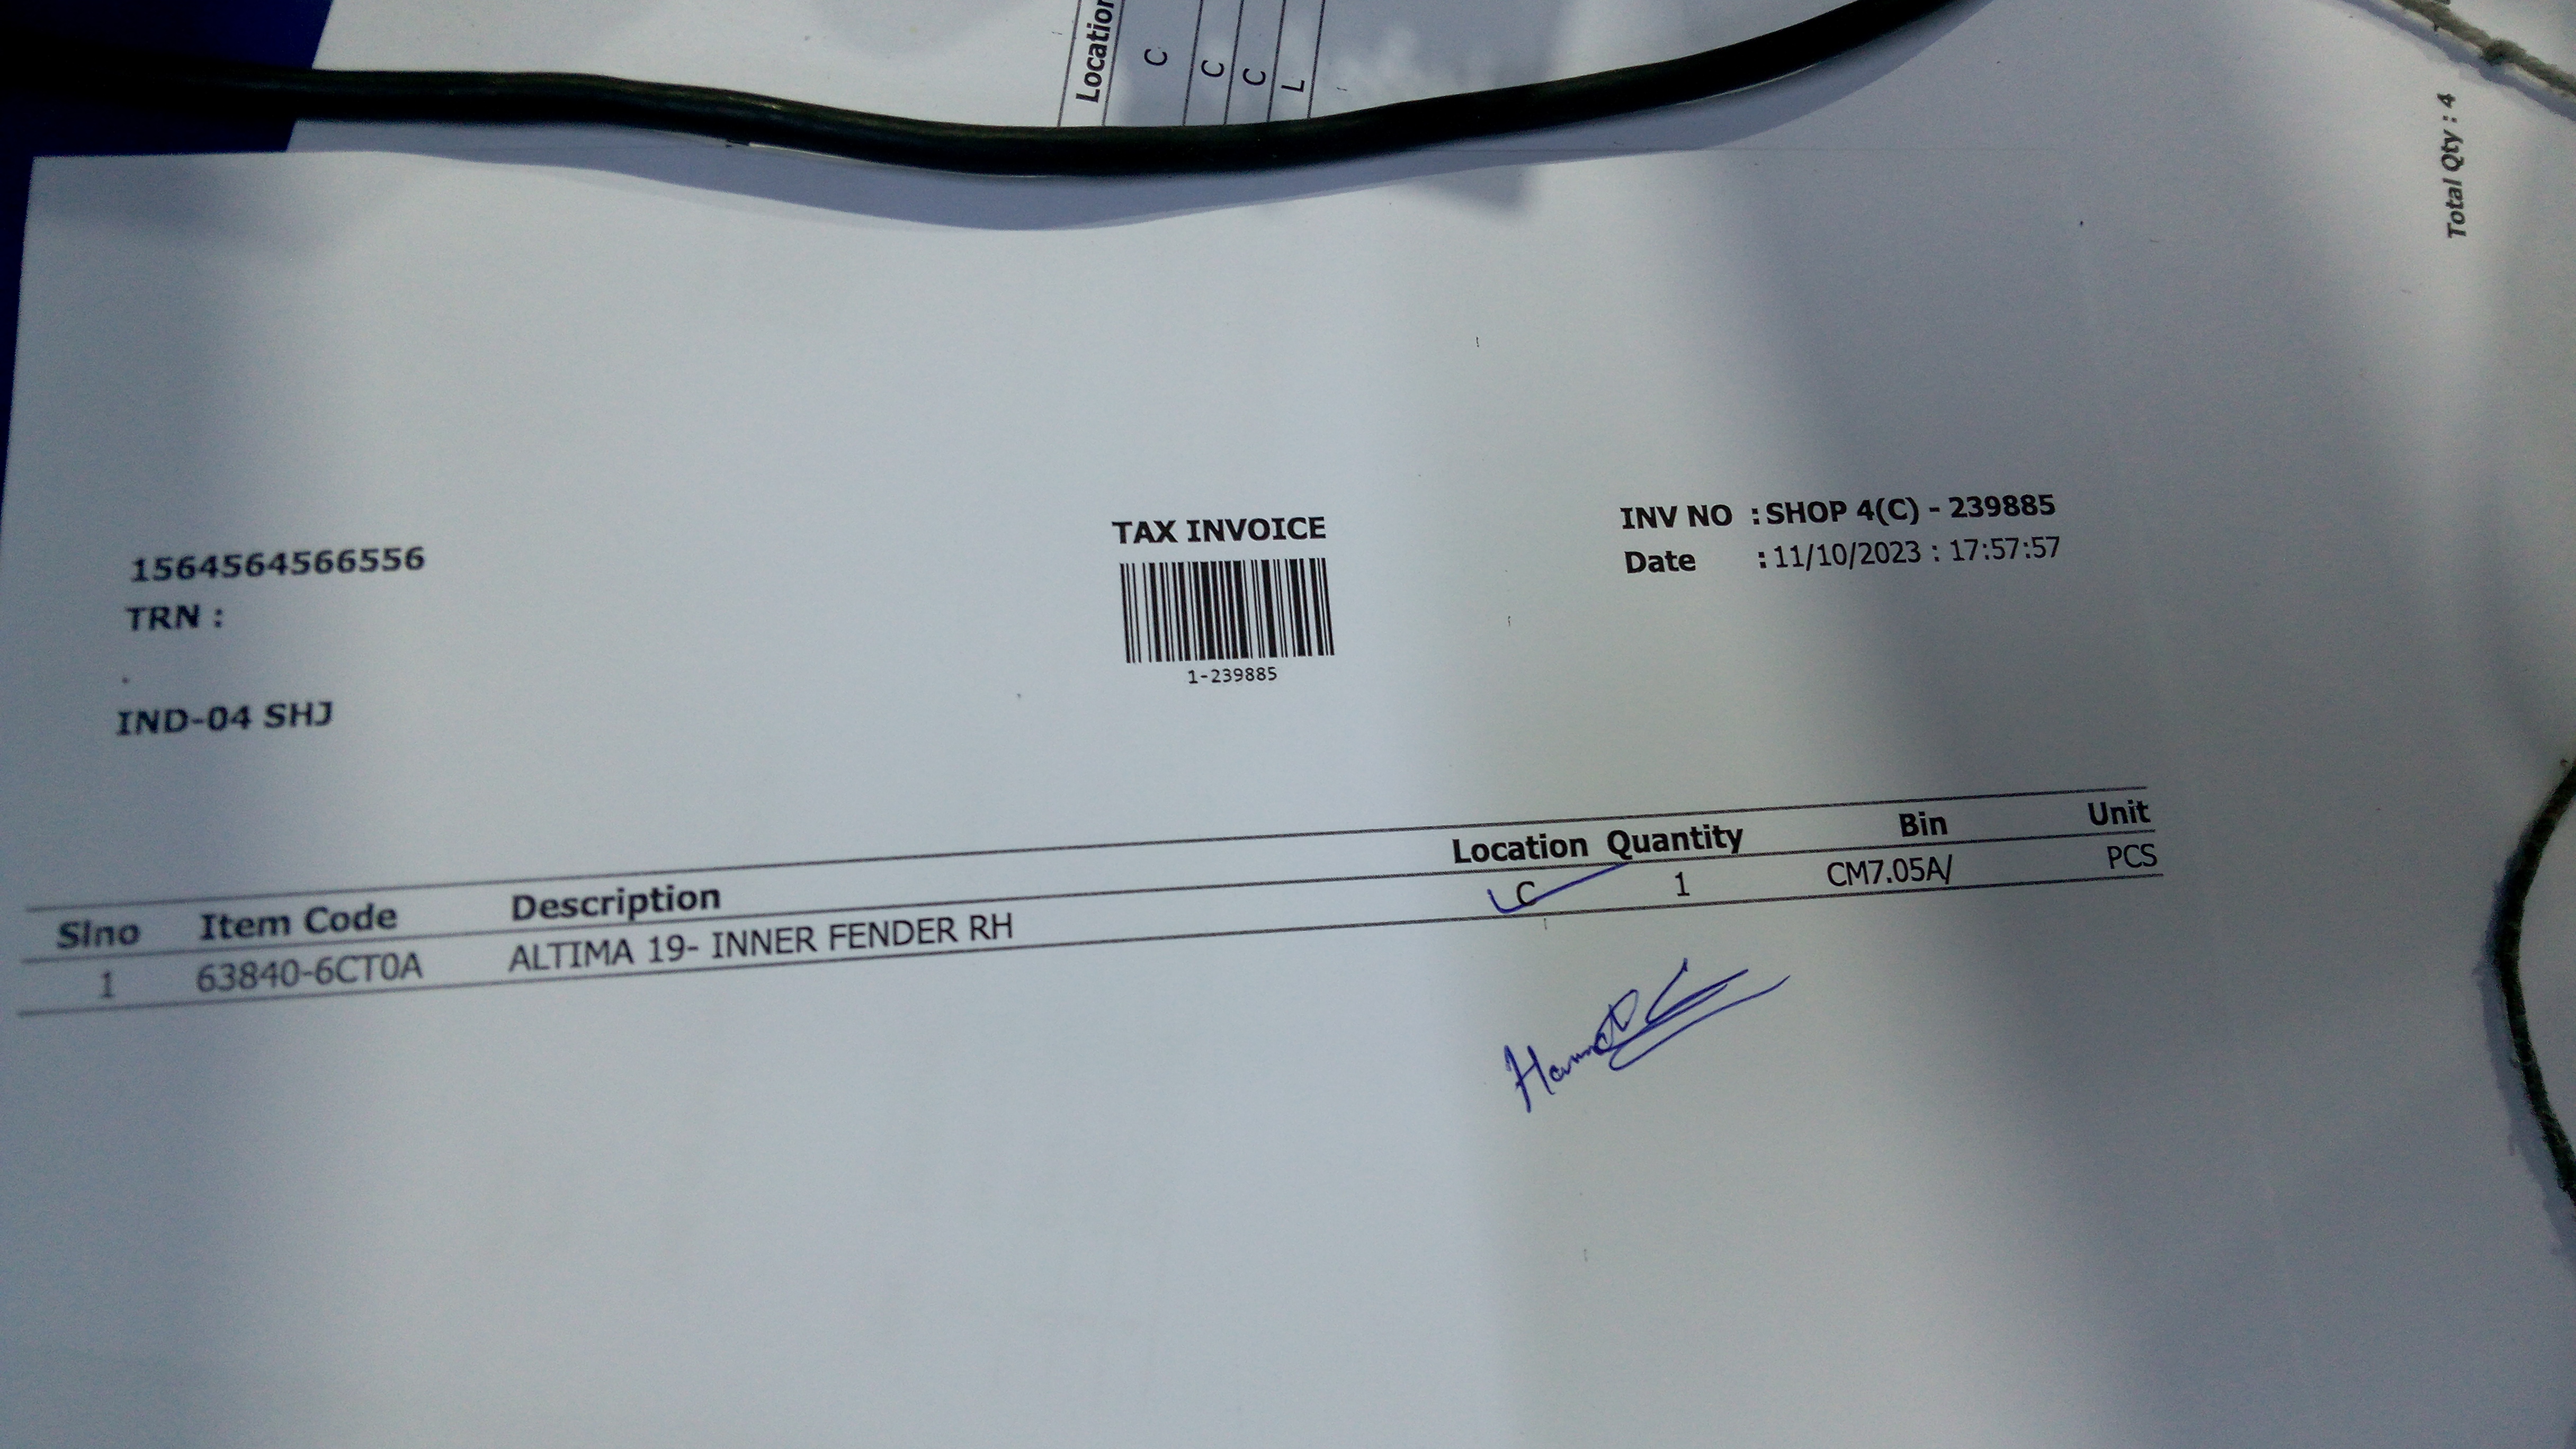 Location
C
C
C
L
Total Qty : 4
TAX INVOICE
INV NO : SHOP 4(C) - 239885
Date : 11/10/2023 : 17:57:57
1564564566556
TRN :
.
IND-04 SHJ
1-239885
Slno Item Code Description Location Quantity Bin Unit
1 63840-6CT0A ALTIMA 19- INNER FENDER RH C 1 CM7.05A/ PCS